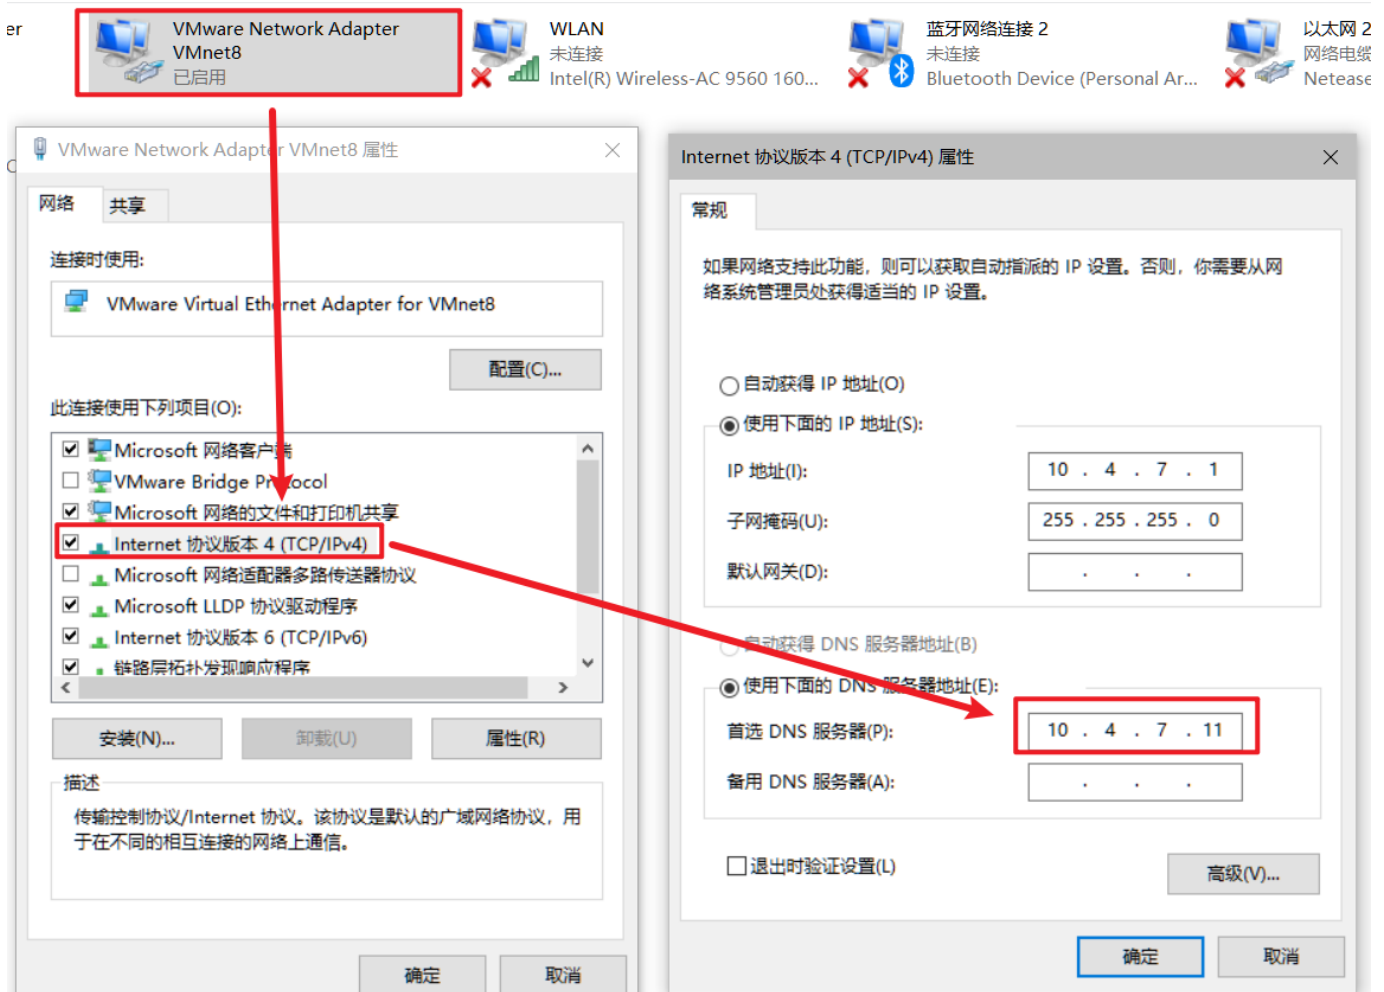 er
VMware Network Adapter
VMnet8
已启用
WLAN
未连接
Intel(R) Wireless-AC 9560 160...
蓝牙网络连接 2
未连接
Bluetooth Device (Personal Ar...
以太网 2
网络电缆
Netease
VMware Network Adapter VMnet8 属性
网络
共享
连接时使用:
VMware Virtual Ethernet Adapter for VMnet8
配置(C)...
此连接使用下列项目(O):
Microsoft 网络客户端
VMware Bridge Protocol
Microsoft 网络的文件和打印机共享
Internet 协议版本 4 (TCP/IPv4)
Microsoft 网络适配器多路传送器协议
Microsoft LLDP 协议驱动程序
Internet 协议版本 6 (TCP/IPv6)
链路层拓扑发现响应程序
安装(N)...
卸载(U)
属性(R)
描述
传输控制协议/Internet 协议。该协议是默认的广域网络协议，用
于在不同的相互连接的网络上通信。
确定
取消
Internet 协议版本 4 (TCP/IPv4) 属性
常规
如果网络支持此功能，则可以获取自动指派的 IP 设置。否则，你需要从网
络系统管理员处获得适当的 IP 设置。
自动获得 IP 地址(O)
使用下面的 IP 地址(S):
IP 地址(I):
10 . 4 . 7 . 1
子网掩码(U):
255 . 255 . 255 . 0
默认网关(D):
. . .
自动获得 DNS 服务器地址(B)
使用下面的 DNS 服务器地址(E):
首选 DNS 服务器(P):
10 . 4 . 7 . 11
备用 DNS 服务器(A):
. . .
退出时验证设置(L)
高级(V)...
确定
取消